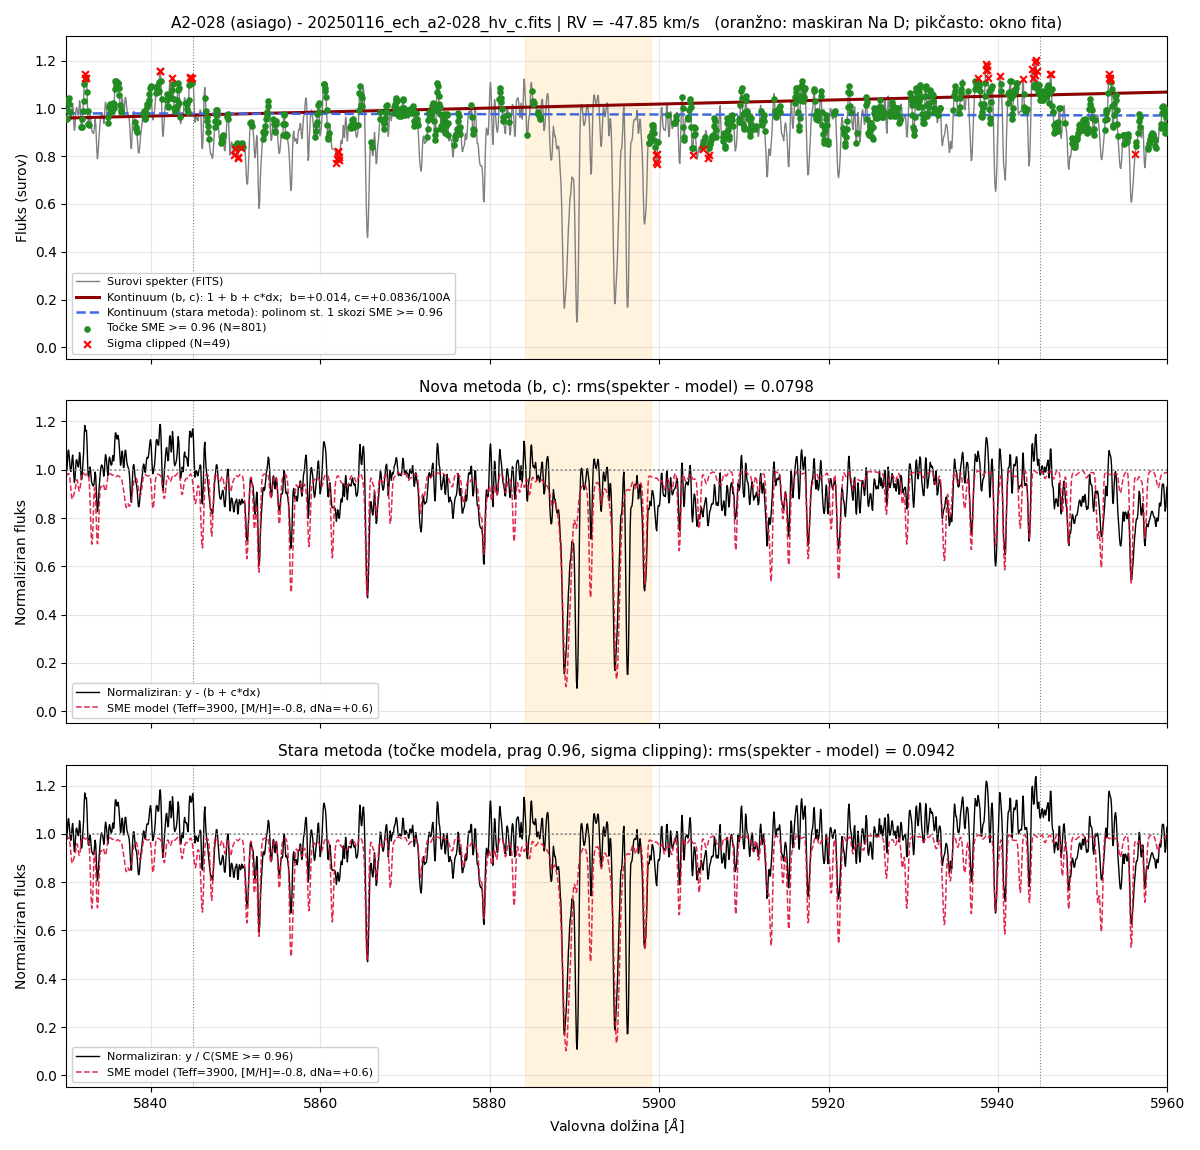 A2-028 (asiago) - 20250116_ech_a2-028_hv_c.fits | RV = -47.85 km/s   (oranžno: maskiran Na D; pikčasto: okno fita)
Fluks (surov)
1.2
1.0
0.8
0.6
0.4
0.2
0.0
Surovi spekter (FITS)
Kontinuum (b, c): 1 + b + c*dx;  b=+0.014, c=+0.0836/100A
Kontinuum (stara metoda): polinom st. 1 skozi SME >= 0.96
Točke SME >= 0.96 (N=801)
Sigma clipped (N=49)
Nova metoda (b, c): rms(spekter - model) = 0.0798
Normaliziran fluks
1.2
1.0
0.8
0.6
0.4
0.2
0.0
Normaliziran: y - (b + c*dx)
SME model (Teff=3900, [M/H]=-0.8, dNa=+0.6)
Stara metoda (točke modela, prag 0.96, sigma clipping): rms(spekter - model) = 0.0942
Normaliziran fluks
1.2
1.0
0.8
0.6
0.4
0.2
0.0
Normaliziran: y / C(SME >= 0.96)
SME model (Teff=3900, [M/H]=-0.8, dNa=+0.6)
5840 5860 5880 5900 5920 5940 5960
Valovna dolžina [Å]